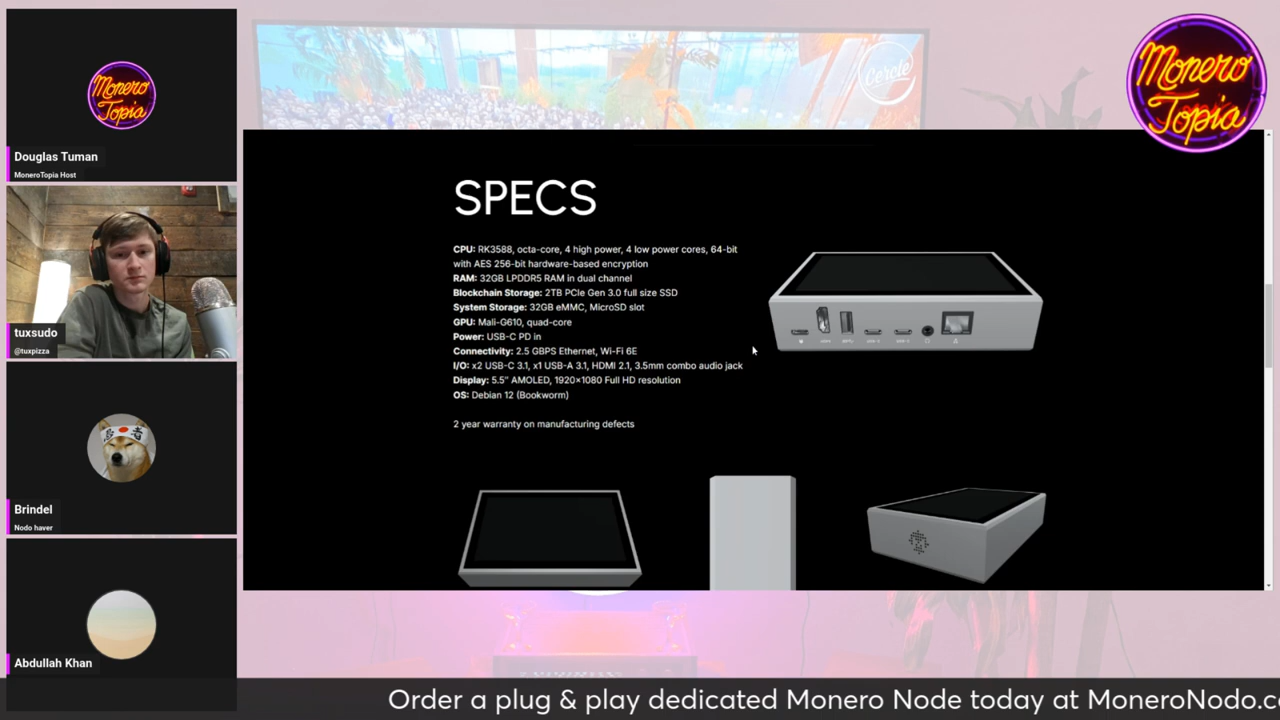 Douglas Tuman
MoneroTopia Host
tuxsudo
@tuxpizza
Brindel
Nodo haver
Abdullah Khan
Monero
Topia
Cercle
Monero
Topia
SPECS
CPU: RK3588, octa-core, 4 high power, 4 low power cores, 64-bit
with AES 256-bit hardware-based encryption
RAM: 32GB LPDDR5 RAM in dual channel
Blockchain Storage: 2TB PCIe Gen 3.0 full size SSD
System Storage: 32GB eMMC, MicroSD slot
GPU: Mali-G610, quad-core
Power: USB-C PD in
Connectivity: 2.5 GBPS Ethernet, Wi-Fi 6E
I/O: x2 USB-C 3.1, x1 USB-A 3.1, HDMI 2.1, 3.5mm combo audio jack
Display: 5.5" AMOLED, 1920×1080 Full HD resolution
OS: Debian 12 (Bookworm)
2 year warranty on manufacturing defects
Order a plug & play dedicated Monero Node today at MoneroNodo.c